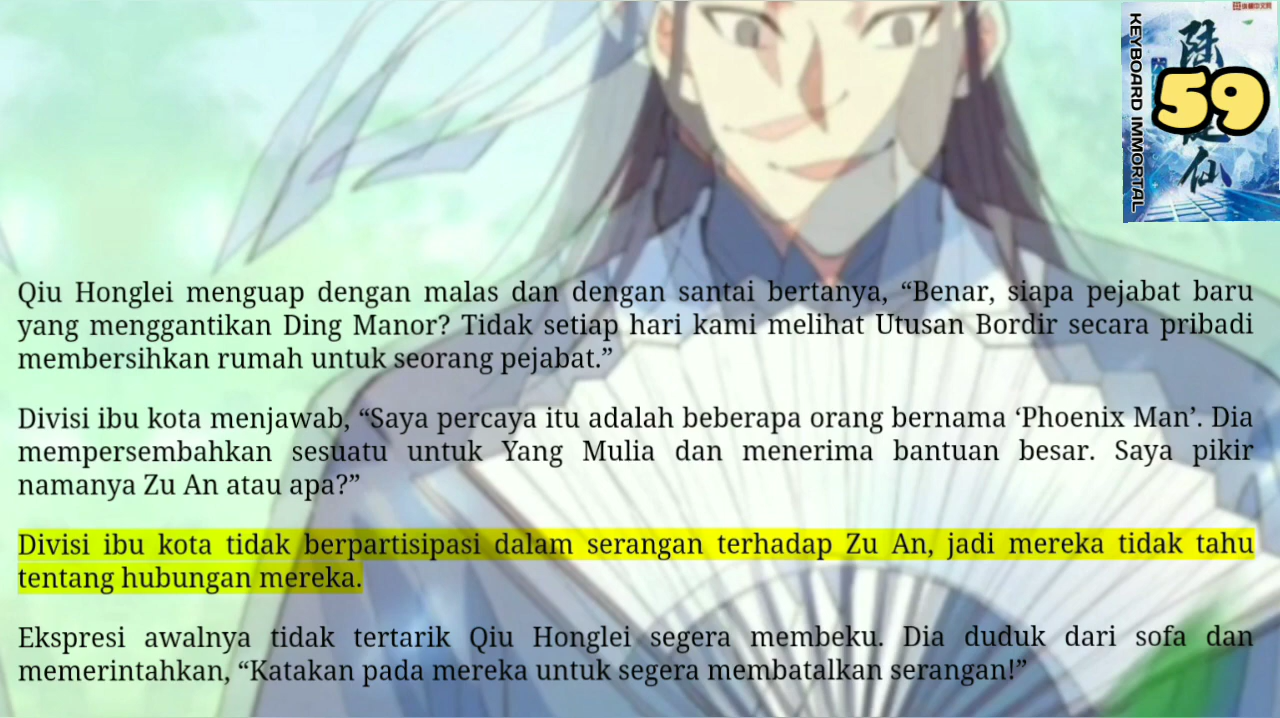 KEYBOARD IMMORTAL
59
Qiu Honglei menguap dengan malas dan dengan santai bertanya, “Benar, siapa pejabat baru
yang menggantikan Ding Manor? Tidak setiap hari kami melihat Utusan Bordir secara pribadi
membersihkan rumah untuk seorang pejabat.”
Divisi ibu kota menjawab, “Saya percaya itu adalah beberapa orang bernama ‘Phoenix Man’. Dia
mempersembahkan sesuatu untuk Yang Mulia dan menerima bantuan besar. Saya pikir
namanya Zu An atau apa?”
Divisi ibu kota tidak berpartisipasi dalam serangan terhadap Zu An, jadi mereka tidak tahu
tentang hubungan mereka.
Ekspresi awalnya tidak tertarik Qiu Honglei segera membeku. Dia duduk dari sofa dan
memerintahkan, “Katakan pada mereka untuk segera membatalkan serangan!”